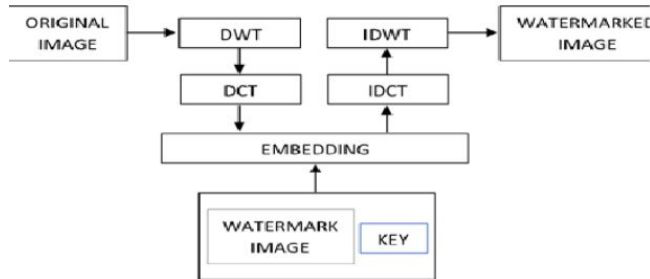 ORIGINAL
IMAGE
DWT
IDWT
WATERMARKED
IMAGE
DCT
IDCT
EMBEDDING
WATERMARK
IMAGE
KEY